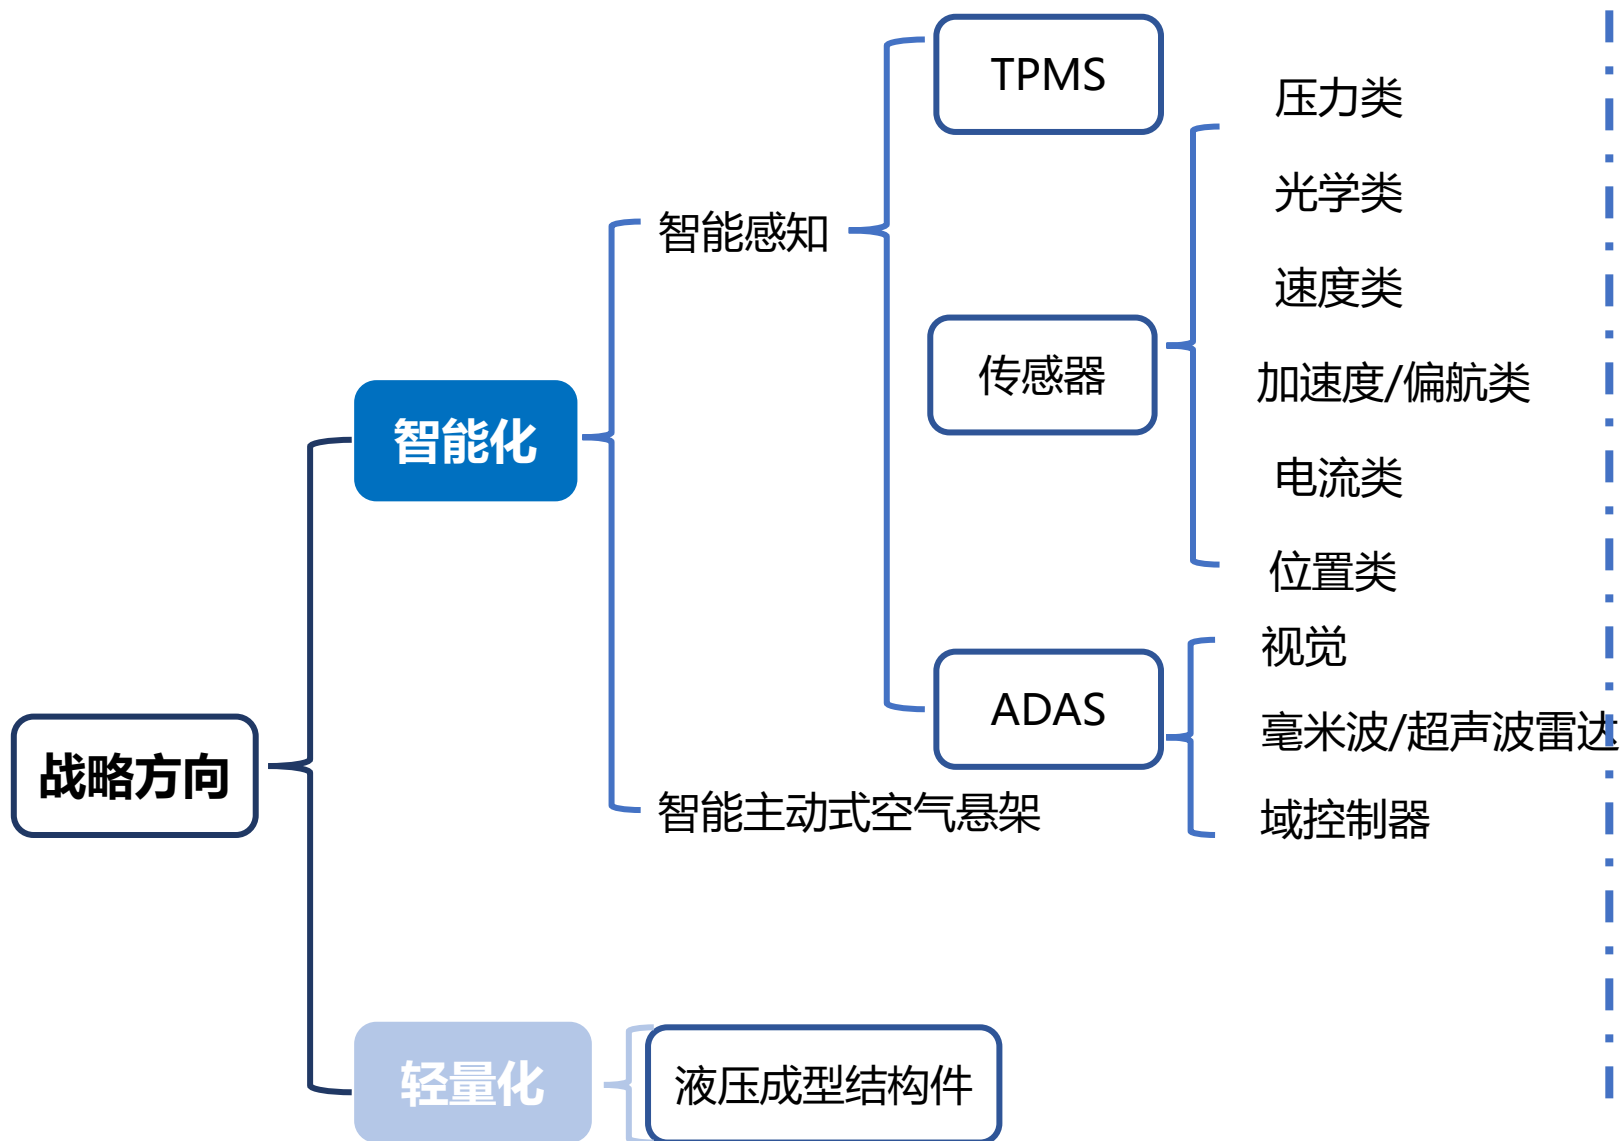 TPMS
压力类
光学类
智能感知
速度类
传感器
加速度/偏航类
智能化
电流类
位置类
视觉
ADAS
毫米波/超声波雷达
战略方向
智能主动式空气悬架
域控制器
轻量化
液压成型结构件